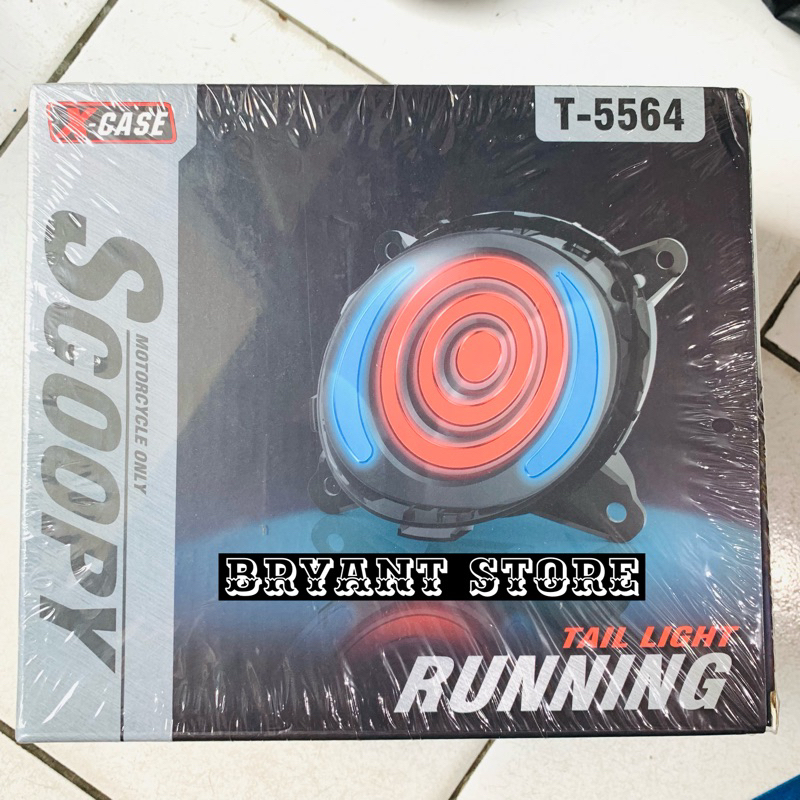 X-CASE
T-5564
SCOOPY
MOTORCYCLE ONLY
BRYANT STORE
TAIL LIGHT
RUNNING